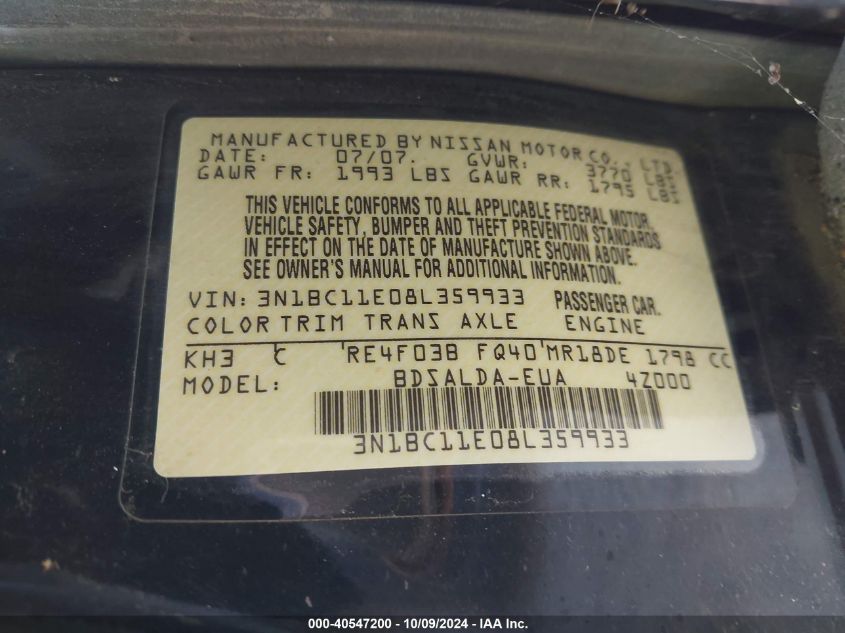 MANUFACTURED BY NISSAN MOTOR CO., LTD.
DATE: 07/07. GVWR: 3770 LBS
GAWR FR: 1993 LBS GAWR RR: 1795 LBS
THIS VEHICLE CONFORMS TO ALL APPLICABLE FEDERAL MOTOR
VEHICLE SAFETY, BUMPER AND THEFT PREVENTION STANDARDS
IN EFFECT ON THE DATE OF MANUFACTURE SHOWN ABOVE.
SEE OWNER'S MANUAL FOR ADDITIONAL INFORMATION.
VIN: 3N1BC11E08L359933 PASSENGER CAR.
COLOR TRIM TRANS AXLE ENGINE
KH3 C RE4F03B FQ40 MR18DE 1798 CC
MODEL: BDSALDA-EUA 4Z000
3N1BC11E08L359933
000-40547200 - 10/09/2024 - IAA Inc.